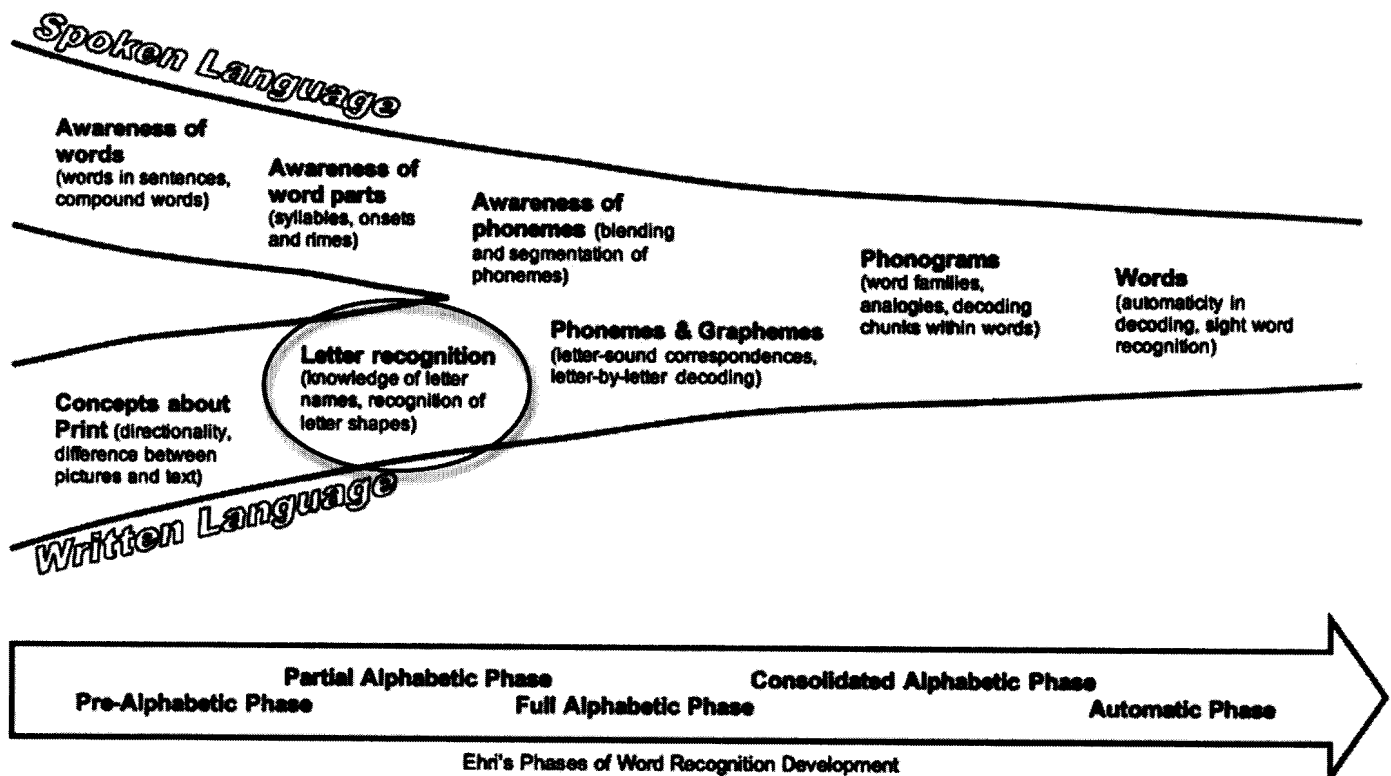 Spoken Language
Awareness of
words
(words in sentences,
compound words)
Awareness of
word parts
(syllables, onsets
and rimes)
Awareness of
phonemes (blending
and segmentation of
phonemes)
Phonograms
(word families,
analogies, decoding
chunks within words)
Words
(automaticity in
decoding, sight word
recognition)
Concepts about
Print (directionality,
difference between
pictures and text)
Letter recognition
(knowledge of letter
names, recognition of
letter shapes)
Phonemes & Graphemes
(letter-sound correspondences,
letter-by-letter decoding)
Written Language
Pre-Alphabetic Phase
Partial Alphabetic Phase
Full Alphabetic Phase
Consolidated Alphabetic Phase
Automatic Phase
Ehri's Phases of Word Recognition Development